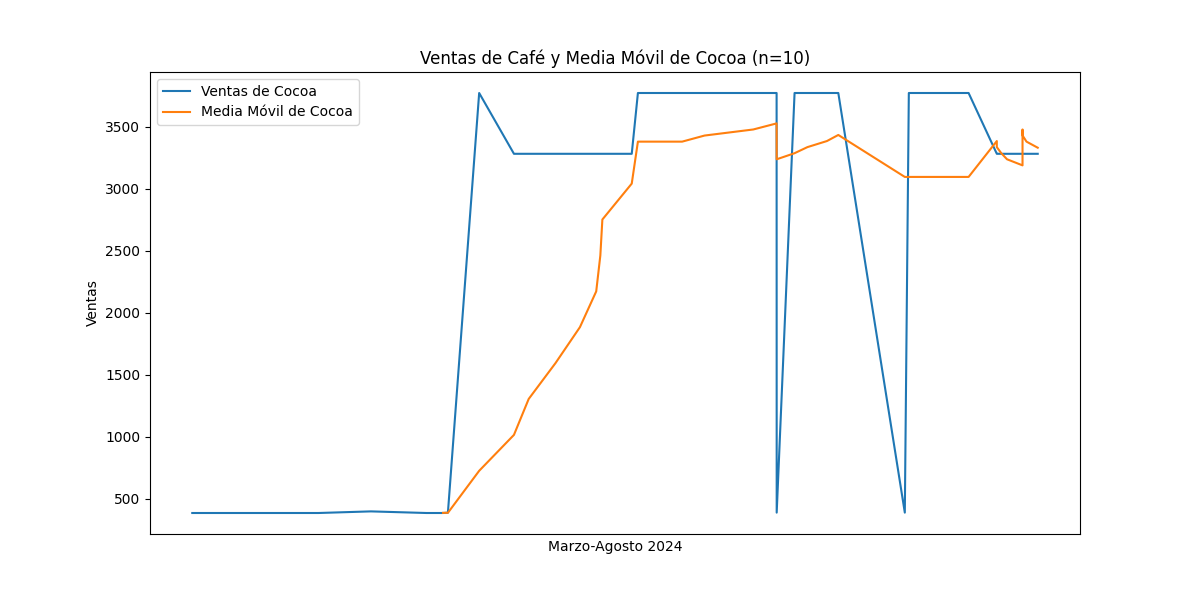 Ventas de Café y Media Móvil de Cocoa (n=10)
Ventas de Cocoa
Media Móvil de Cocoa
3500
3000
2500
2000
1500
1000
500
Ventas
Marzo-Agosto 2024